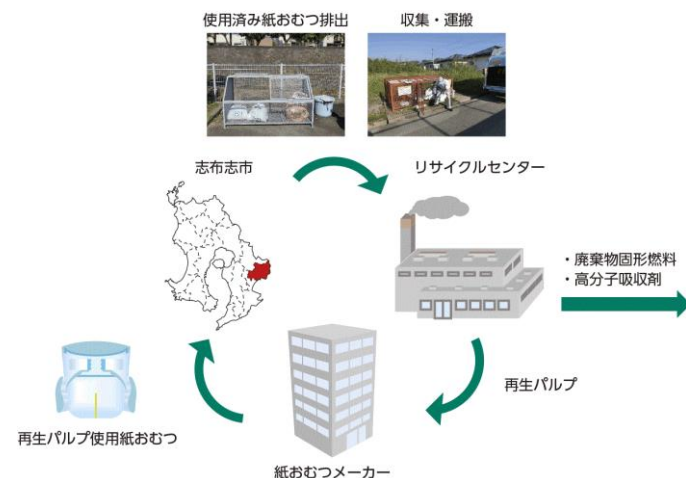 使用済み紙おむつ排出
収集・運搬
志布志市
リサイクルセンター
・廃棄物固形燃料
・高分子吸収剤
再生パルプ
再生パルプ使用紙おむつ
紙おむつメーカー